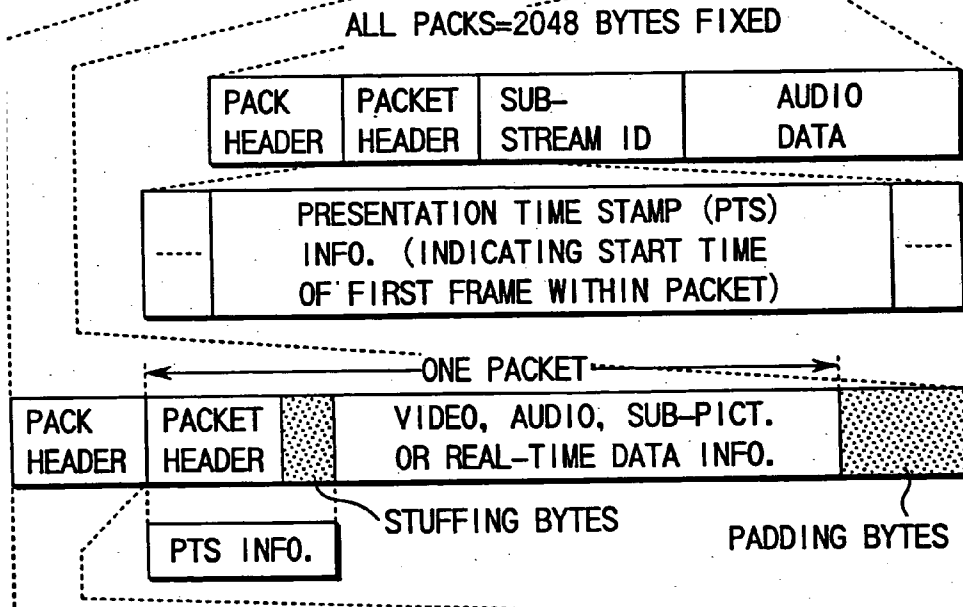 ALL PACKS=2048 BYTES FIXED
PACK
HEADER
PACKET
HEADER
SUB-
STREAM ID
AUDIO
DATA
PRESENTATION TIME STAMP (PTS)
INFO. (INDICATING START TIME
OF FIRST FRAME WITHIN PACKET)
ONE PACKET
PACK
HEADER
PACKET
HEADER
VIDEO, AUDIO, SUB-PICT.
OR REAL-TIME DATA INFO.
STUFFING BYTES
PADDING BYTES
PTS INFO.